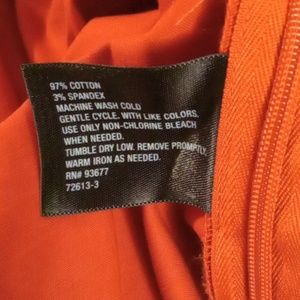 97% COTTON
3% SPANDEX
MACHINE WASH COLD
GENTLE CYCLE. WITH LIKE COLORS.
USE ONLY NON-CHLORINE BLEACH
WHEN NEEDED.
TUMBLE DRY LOW. REMOVE PROMPTLY.
WARM IRON AS NEEDED.
RN# 93677
72613-3